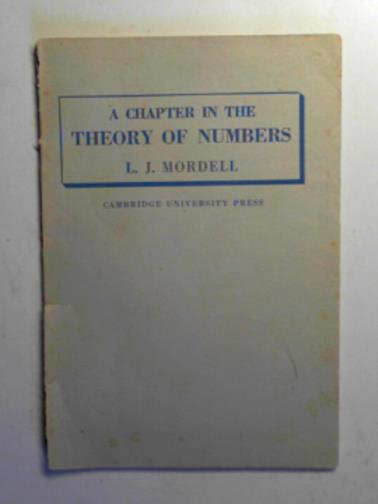 A CHAPTER IN THE
THEORY OF NUMBERS
L. J. MORDELL
CAMBRIDGE UNIVERSITY PRESS